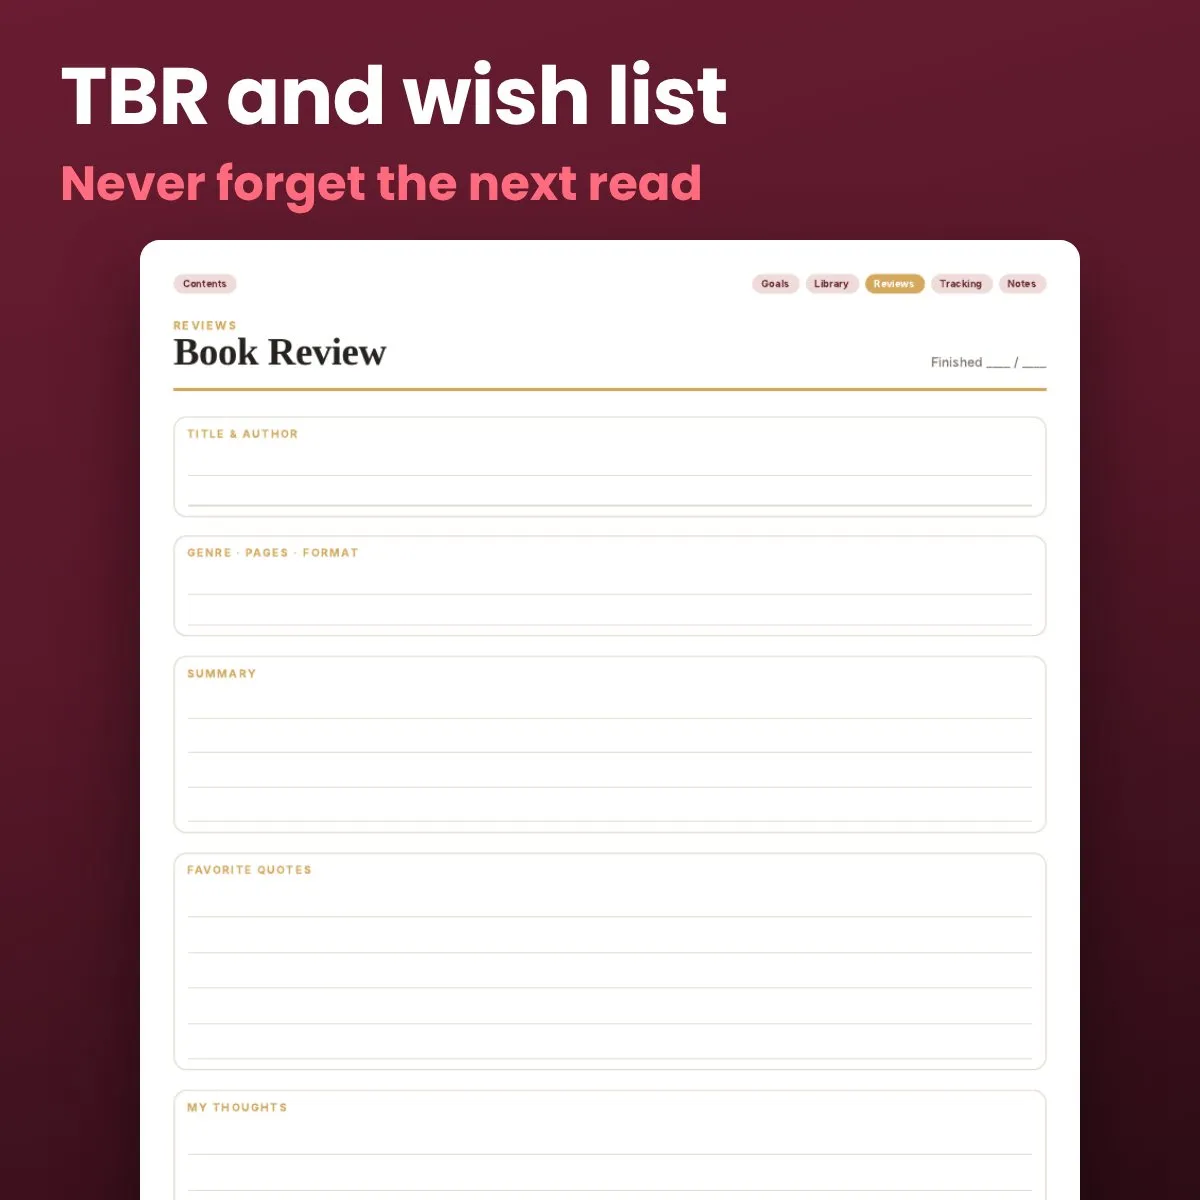 TBR and wish list
Never forget the next read
Contents
Goals Library Reviews Tracking Notes
REVIEWS
Book Review
Finished ___ / ___
TITLE & AUTHOR
GENRE · PAGES · FORMAT
SUMMARY
FAVORITE QUOTES
MY THOUGHTS